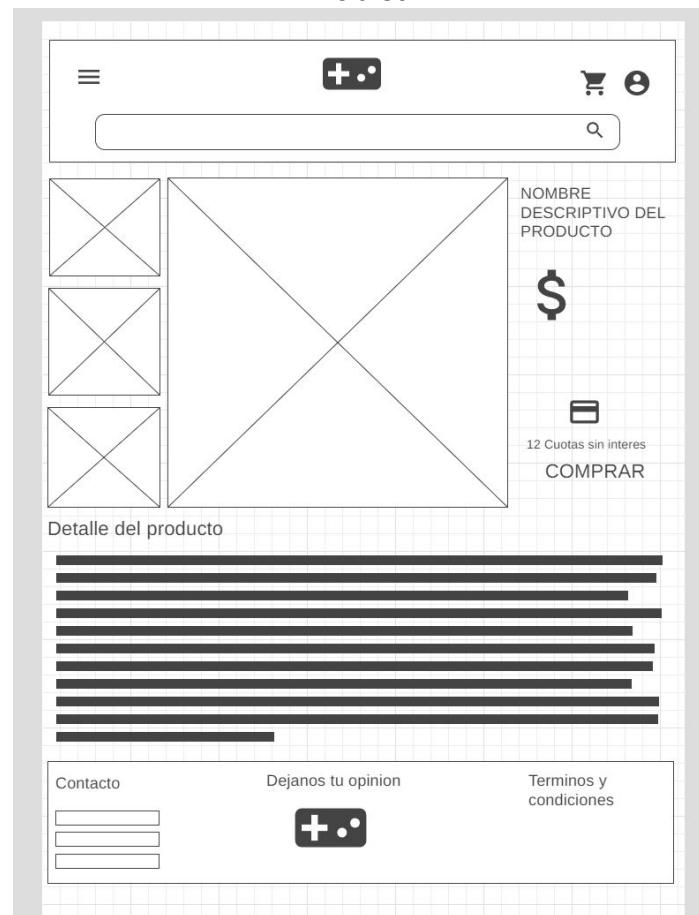 NOMBRE
DESCRIPTIVO DEL
PRODUCTO
$
12 Cuotas sin interes
COMPRAR
Detalle del producto
Contacto
Dejanos tu opinion
Terminos y
condiciones